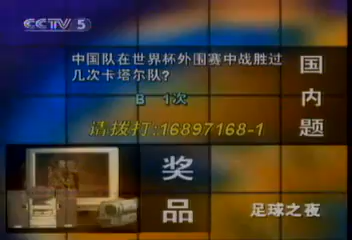 CCTV 5
中国队在世界杯外围赛中战胜过
几次卡塔尔队?
B 1次
请拨打:16897168-1
国内题
奖品
足球之夜